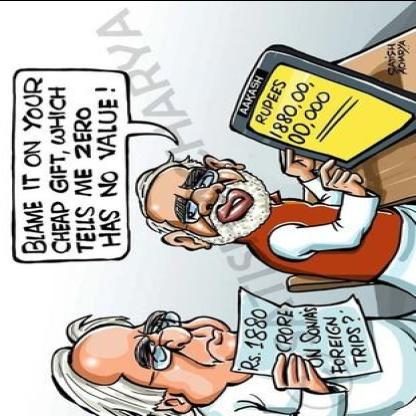 BLAME IT ON YOUR
CHEAP GIFT, WHICH
TELLS ME ZERO
HAS NO VALUE!
AAKASH
RUPEES
1880,00,
00,000
SATISH
ACHARYA
Rs. 1880
CRORE
ON SONIA'S
FOREIGN
TRIPS?
ACHARYA